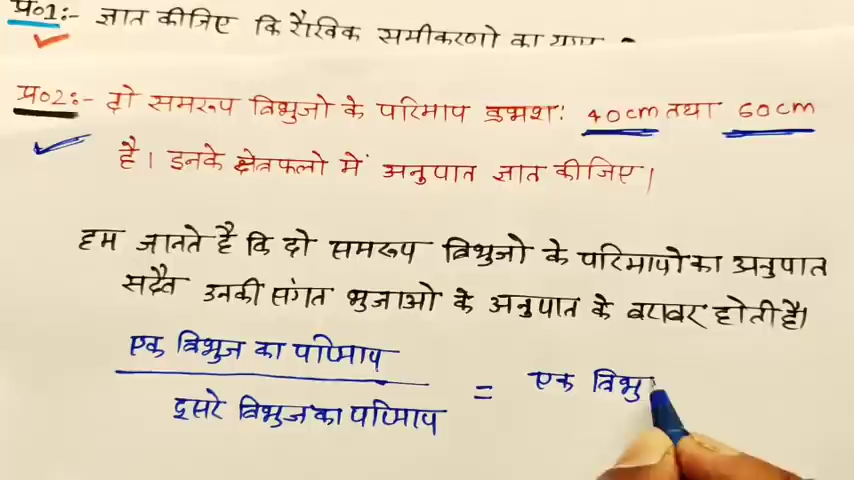 प्र०1:- ज्ञात कीजिए कि रैखिक समीकरणो का
प्र०2:- दो समरूप त्रिभुजो के परिमाप क्रमशः 40cm तथा 60cm
है। इनके क्षेत्रफलो में अनुपात ज्ञात कीजिए।
हम जानते है कि दो समरूप त्रिभुजो के परिमापो का अनुपात
सदैव उनकी संगत भुजाओ के अनुपात के बराबर होती है।
एक त्रिभुज का परिमाप
दूसरे त्रिभुज का परिमाप
= एक त्रिभु